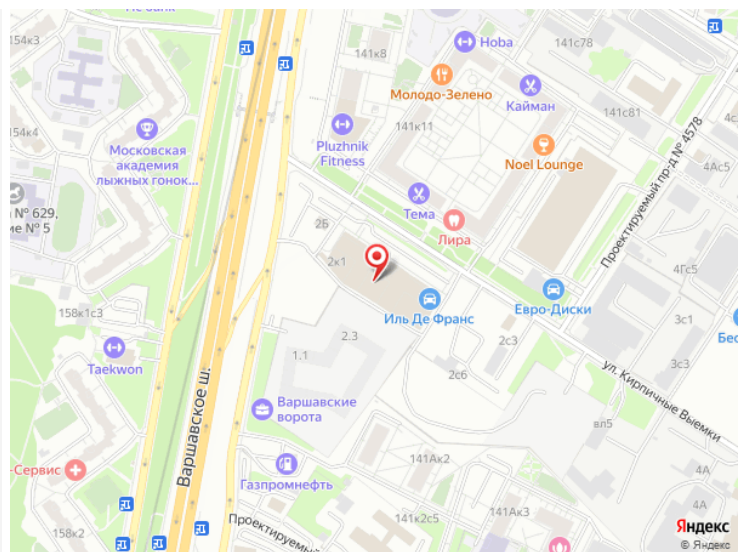 154к3
141к8
Hoba
141с78
Молодо-Зелено
Кайман
141с81
154к4
Московская
академия
лыжных гонок...
Pluzhnik
Fitness
141к11
Noel Lounge
4Ас5
Проектируемый пр-д № 4578
№ 629,
№ 5
Тема
Лира
2Б
2к1
Иль Де Франс
Евро-Диски
4Гс5
3с1
158к1с3
Taekwon
2.3
1.1
2с3
2с6
3с3
ул. Кирпичные Выемки
Варшавское ш.
Варшавские
ворота
вл5
-Сервис
Газпромнефть
141Ак2
4А
4А
141Ак3
141к2с5
158к2
Проектируемый
Яндекс
© Яндекс